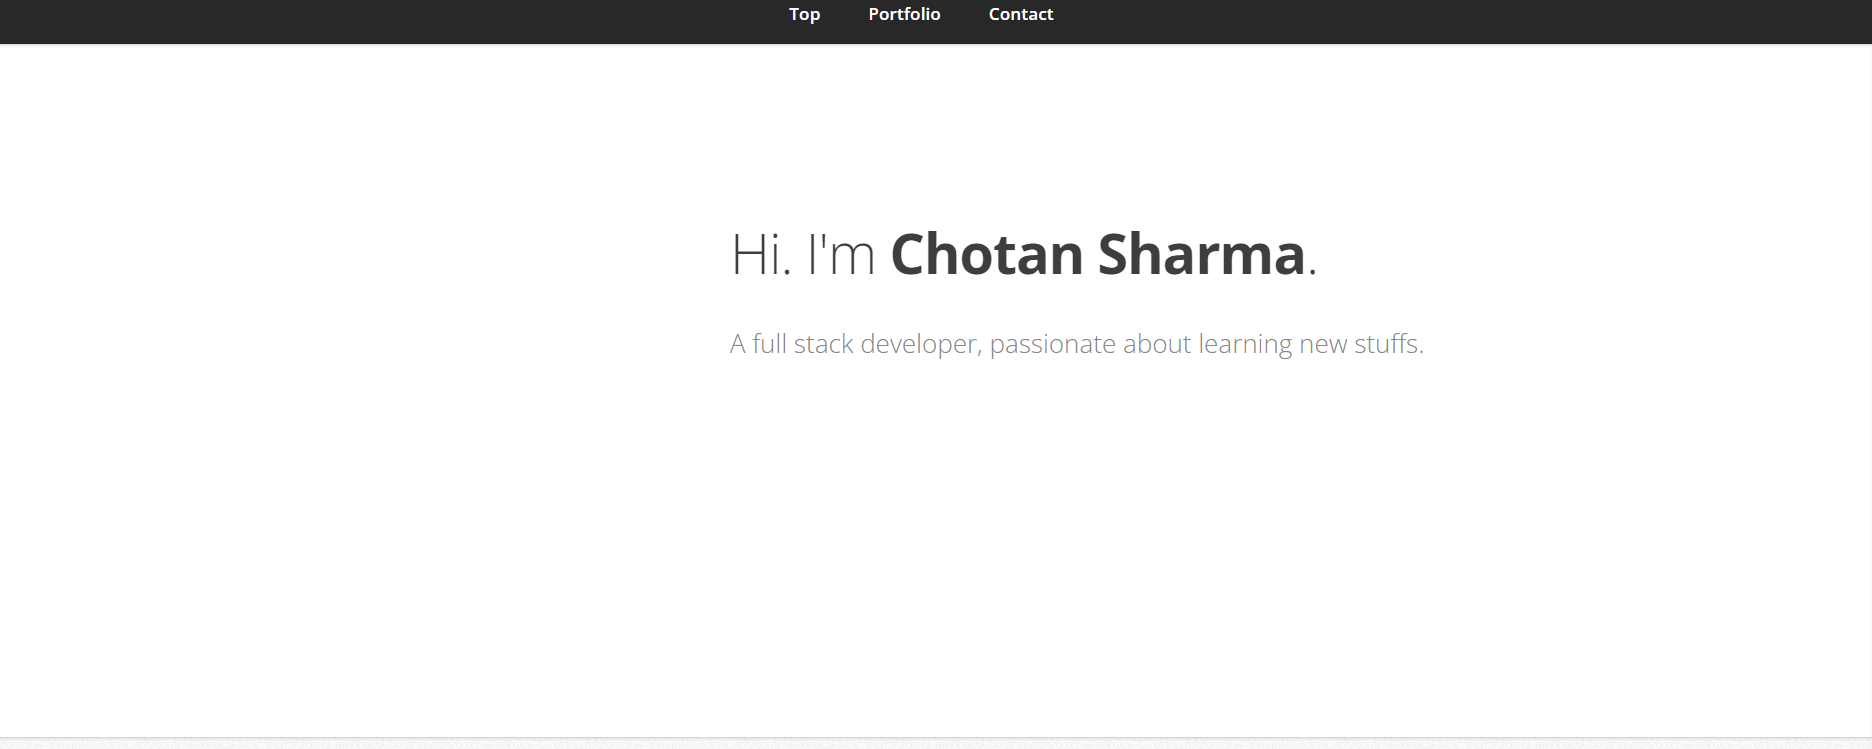 Top Portfolio Contact
Hi. I'm Chotan Sharma.
A full stack developer, passionate about learning new stuffs.